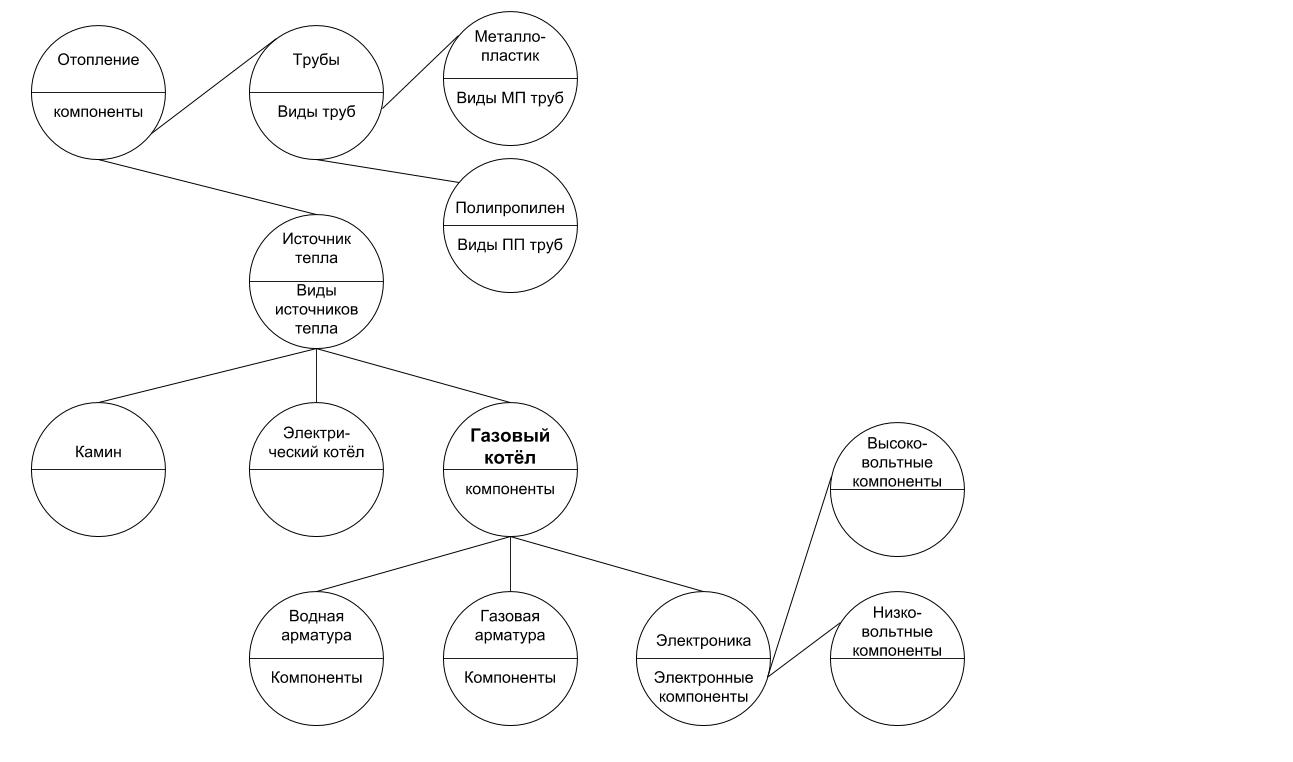 Отопление
компоненты
Трубы
Виды труб
Металло-
пластик
Виды МП труб
Полипропилен
Виды ПП труб
Источник
тепла
Виды
источников
тепла
Камин
Электри-
ческий котёл
Газовый
котёл
компоненты
Высоко-
вольтные
компоненты
Водная
арматура
Компоненты
Газовая
арматура
Компоненты
Электроника
Электронные
компоненты
Низко-
вольтные
компоненты